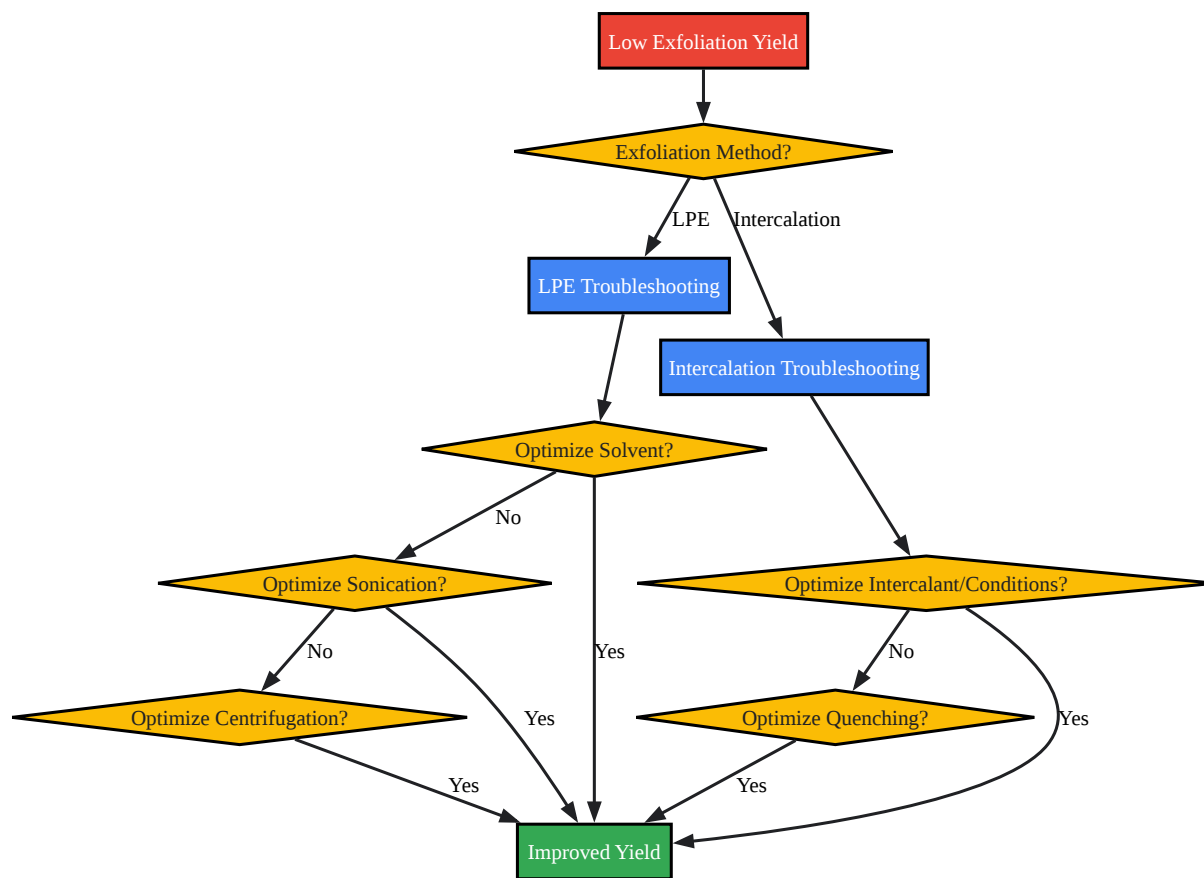 Low Exfoliation Yield
Exfoliation Method?
LPE
Intercalation
LPE Troubleshooting
Intercalation Troubleshooting
Optimize Solvent?
No
Optimize Sonication?
Optimize Intercalant/Conditions?
No
Yes
No
Optimize Centrifugation?
Yes
Optimize Quenching?
Yes
Yes
Yes
Improved Yield